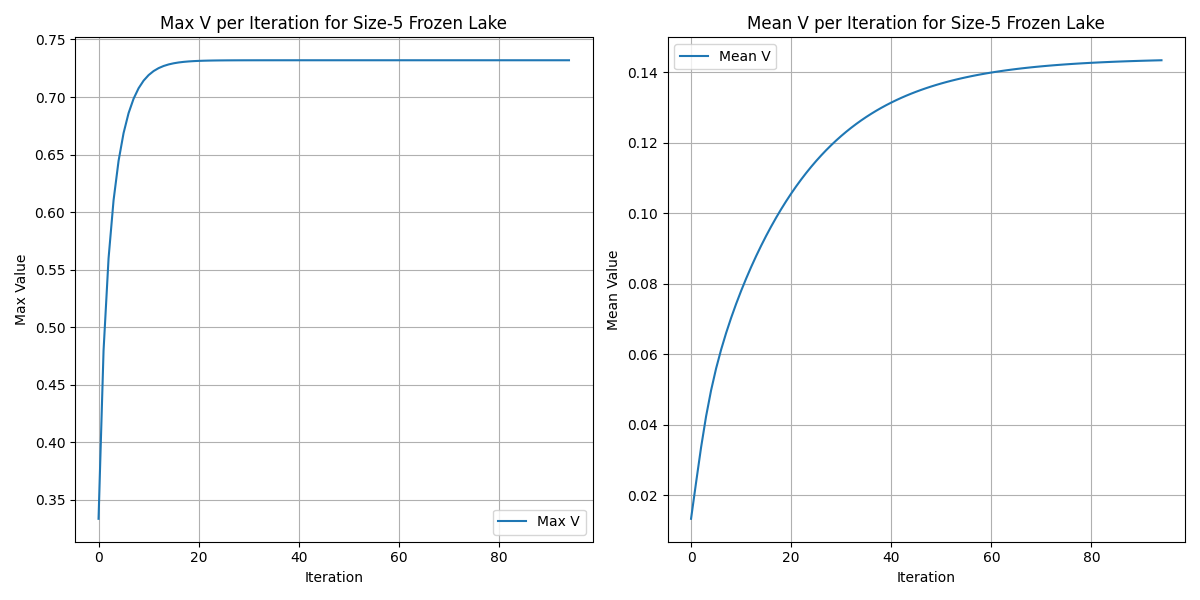 Max V per Iteration for Size-5 Frozen Lake
Max Value
0.75
0.70
0.65
0.60
0.55
0.50
0.45
0.40
0.35
Max V
0 20 40 60 80
Iteration
Mean V per Iteration for Size-5 Frozen Lake
Mean V
Mean Value
0.14
0.12
0.10
0.08
0.06
0.04
0.02
0 20 40 60 80
Iteration